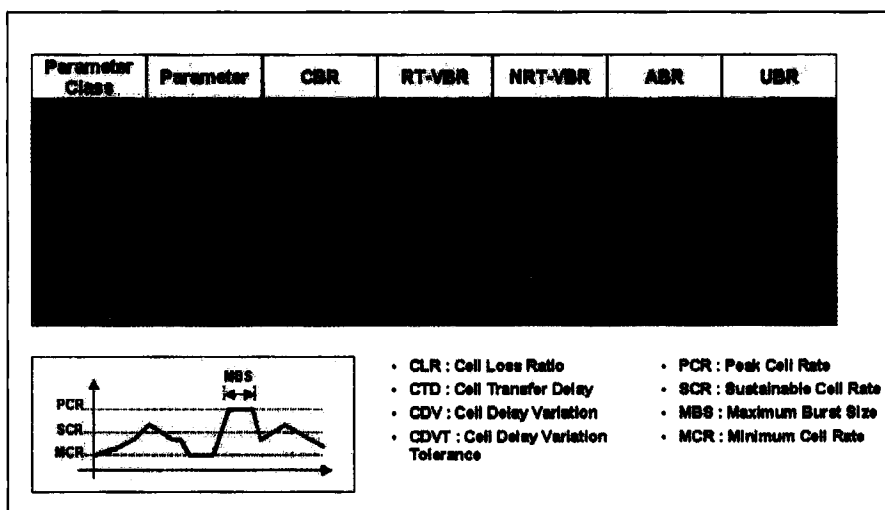 Parameter Class
Parameter
CBR
RT-VBR
NRT-VBR
ABR
UBR
MBS
PCR
SCR
MCR
• CLR : Cell Loss Ratio
• CTD : Cell Transfer Delay
• CDV : Cell Delay Variation
• CDVT : Cell Delay Variation
Tolerance
• PCR : Peak Cell Rate
• SCR : Sustainable Cell Rate
• MBS : Maximum Burst Size
• MCR : Minimum Cell Rate